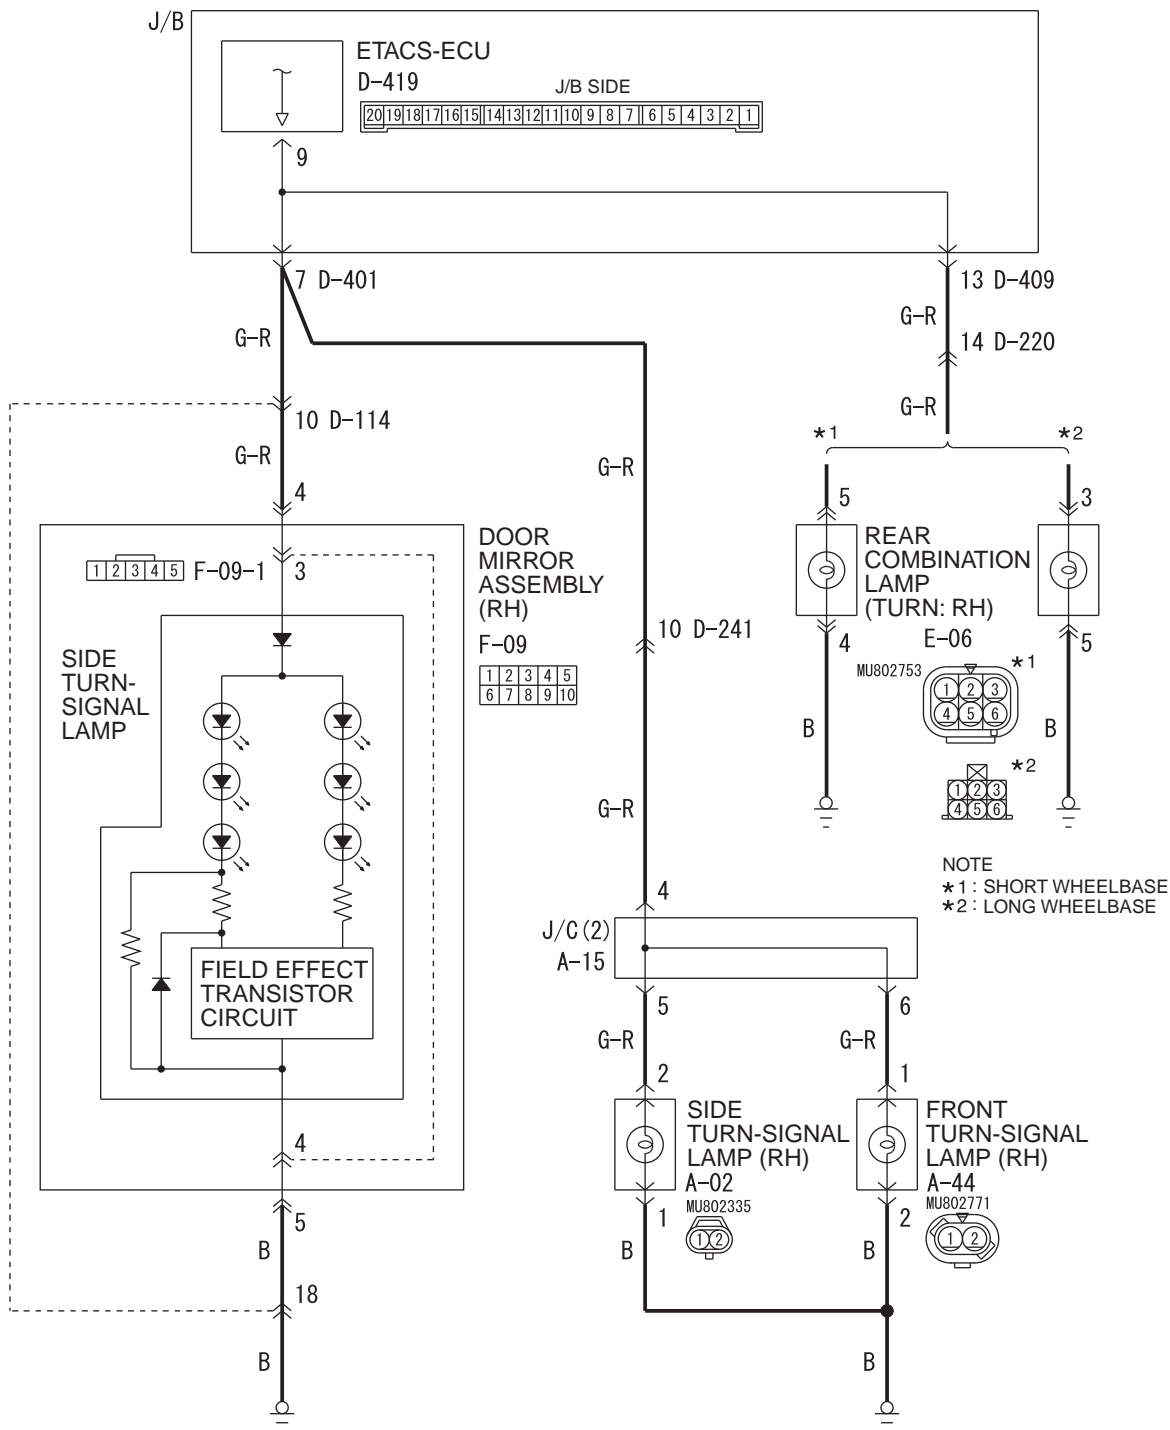 J/B
ETACS-ECU
D-419
J/B SIDE
20 19 18 17 16 15 14 13 12 11 10 9 8 7 6 5 4 3 2 1
9
7 D-401
13 D-409
G-R
G-R
14 D-220
10 D-114
G-R
*1
*2
G-R
G-R
4
5
3
DOOR
MIRROR
ASSEMBLY
(RH)
F-09
1 2 3 4 5
6 7 8 9 10
1 2 3 4 5 F-09-1
3
REAR
COMBINATION
LAMP
(TURN: RH)
E-06
10 D-241
4
5
MU802753
*1
1 2 3
4 5 6
SIDE
TURN-
SIGNAL
LAMP
B
B
*2
1 2 3
4 5 6
G-R
NOTE
*1 : SHORT WHEELBASE
*2 : LONG WHEELBASE
4
J/C(2)
A-15
FIELD EFFECT
TRANSISTOR
CIRCUIT
5
6
G-R
G-R
2
1
SIDE
TURN-SIGNAL
LAMP (RH)
A-02
MU802335
1 2
FRONT
TURN-SIGNAL
LAMP (RH)
A-44
MU802771
1 2
4
5
1
2
B
B
B
18
B
B